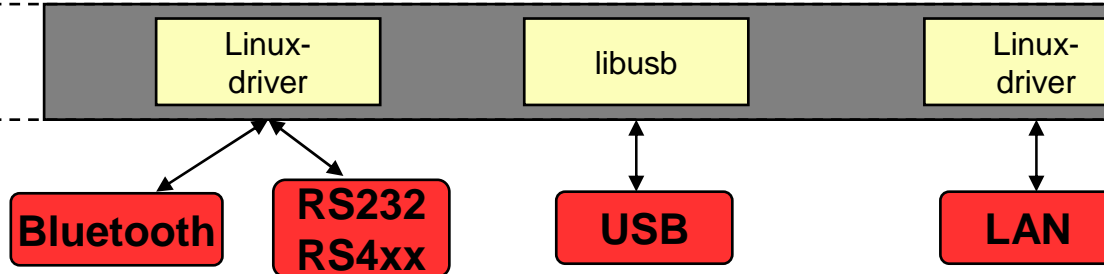 Linux-
driver
libusb
Linux-
driver
Bluetooth
RS232
RS4xx
USB
LAN